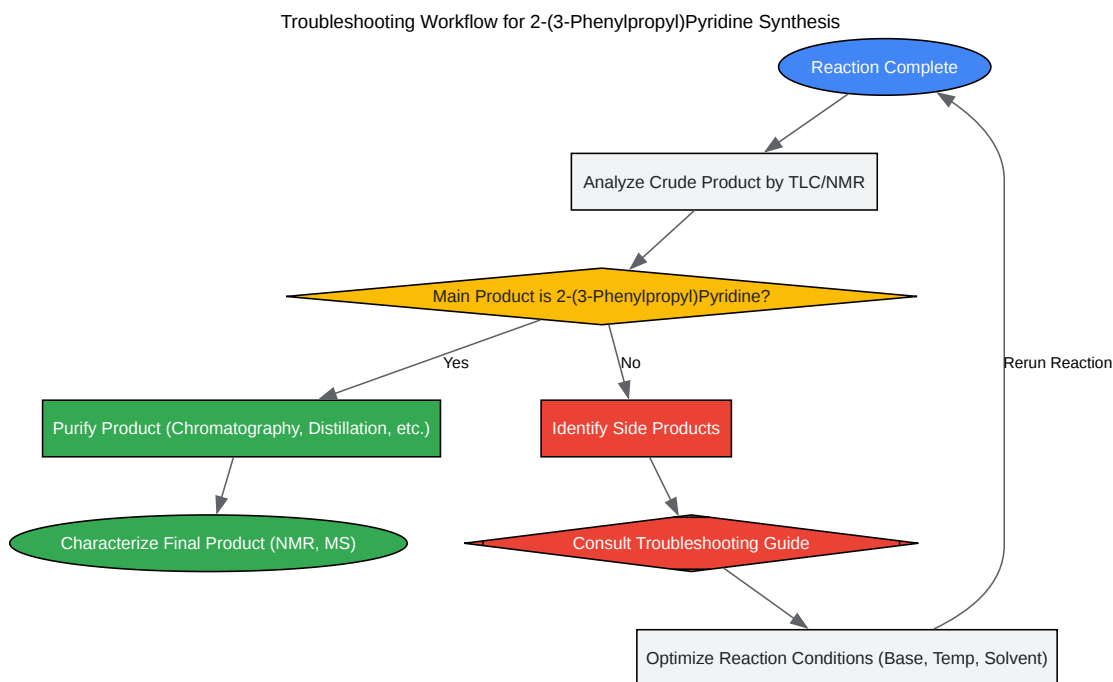 Troubleshooting Workflow for 2-(3-Phenylpropyl)Pyridine Synthesis
Reaction Complete
Analyze Crude Product by TLC/NMR
Main Product is 2-(3-Phenylpropyl)Pyridine?
Yes
No
Rerun Reaction
Purify Product (Chromatography, Distillation, etc.)
Identify Side Products
Characterize Final Product (NMR, MS)
Consult Troubleshooting Guide
Optimize Reaction Conditions (Base, Temp, Solvent)